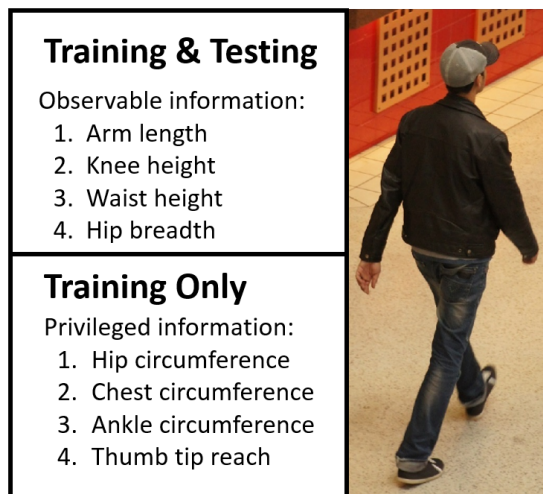 Training & Testing
Observable information:
1. Arm length
2. Knee height
3. Waist height
4. Hip breadth
Training Only
Privileged information:
1. Hip circumference
2. Chest circumference
3. Ankle circumference
4. Thumb tip reach